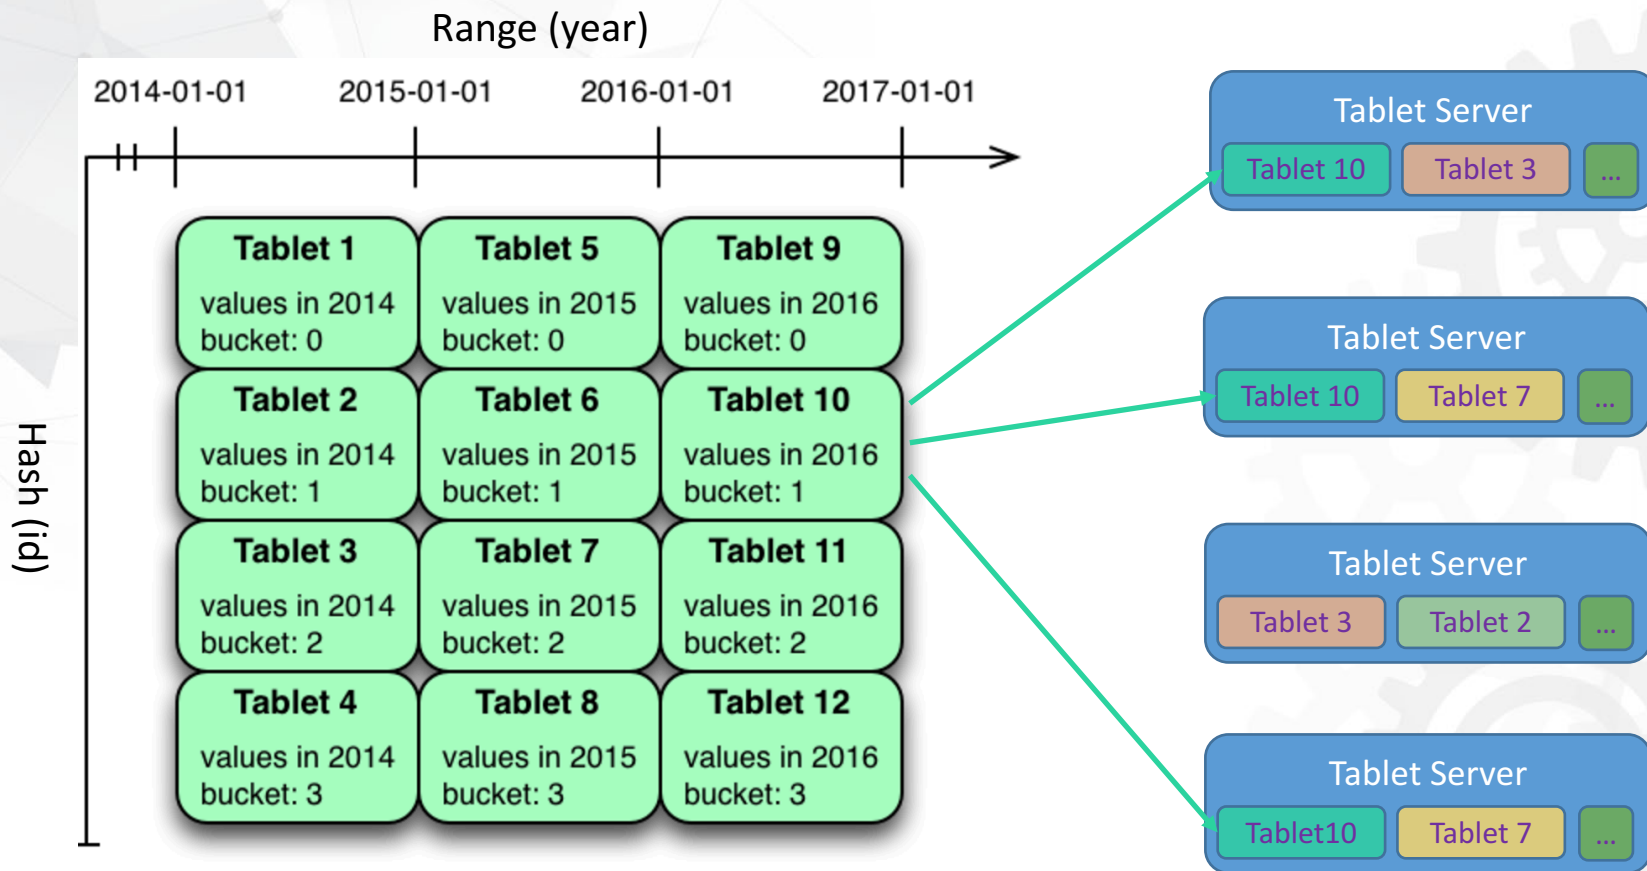 Range (year)
2014-01-01 2015-01-01 2016-01-01 2017-01-01
Hash (id)
Tablet 1
values in 2014
bucket: 0
Tablet 5
values in 2015
bucket: 0
Tablet 9
values in 2016
bucket: 0
Tablet 2
values in 2014
bucket: 1
Tablet 6
values in 2015
bucket: 1
Tablet 10
values in 2016
bucket: 1
Tablet 3
values in 2014
bucket: 2
Tablet 7
values in 2015
bucket: 2
Tablet 11
values in 2016
bucket: 2
Tablet 4
values in 2014
bucket: 3
Tablet 8
values in 2015
bucket: 3
Tablet 12
values in 2016
bucket: 3
Tablet Server
Tablet 10 Tablet 3 ...
Tablet Server
Tablet 10 Tablet 7 ...
Tablet Server
Tablet 3 Tablet 2 ...
Tablet Server
Tablet10 Tablet 7 ...